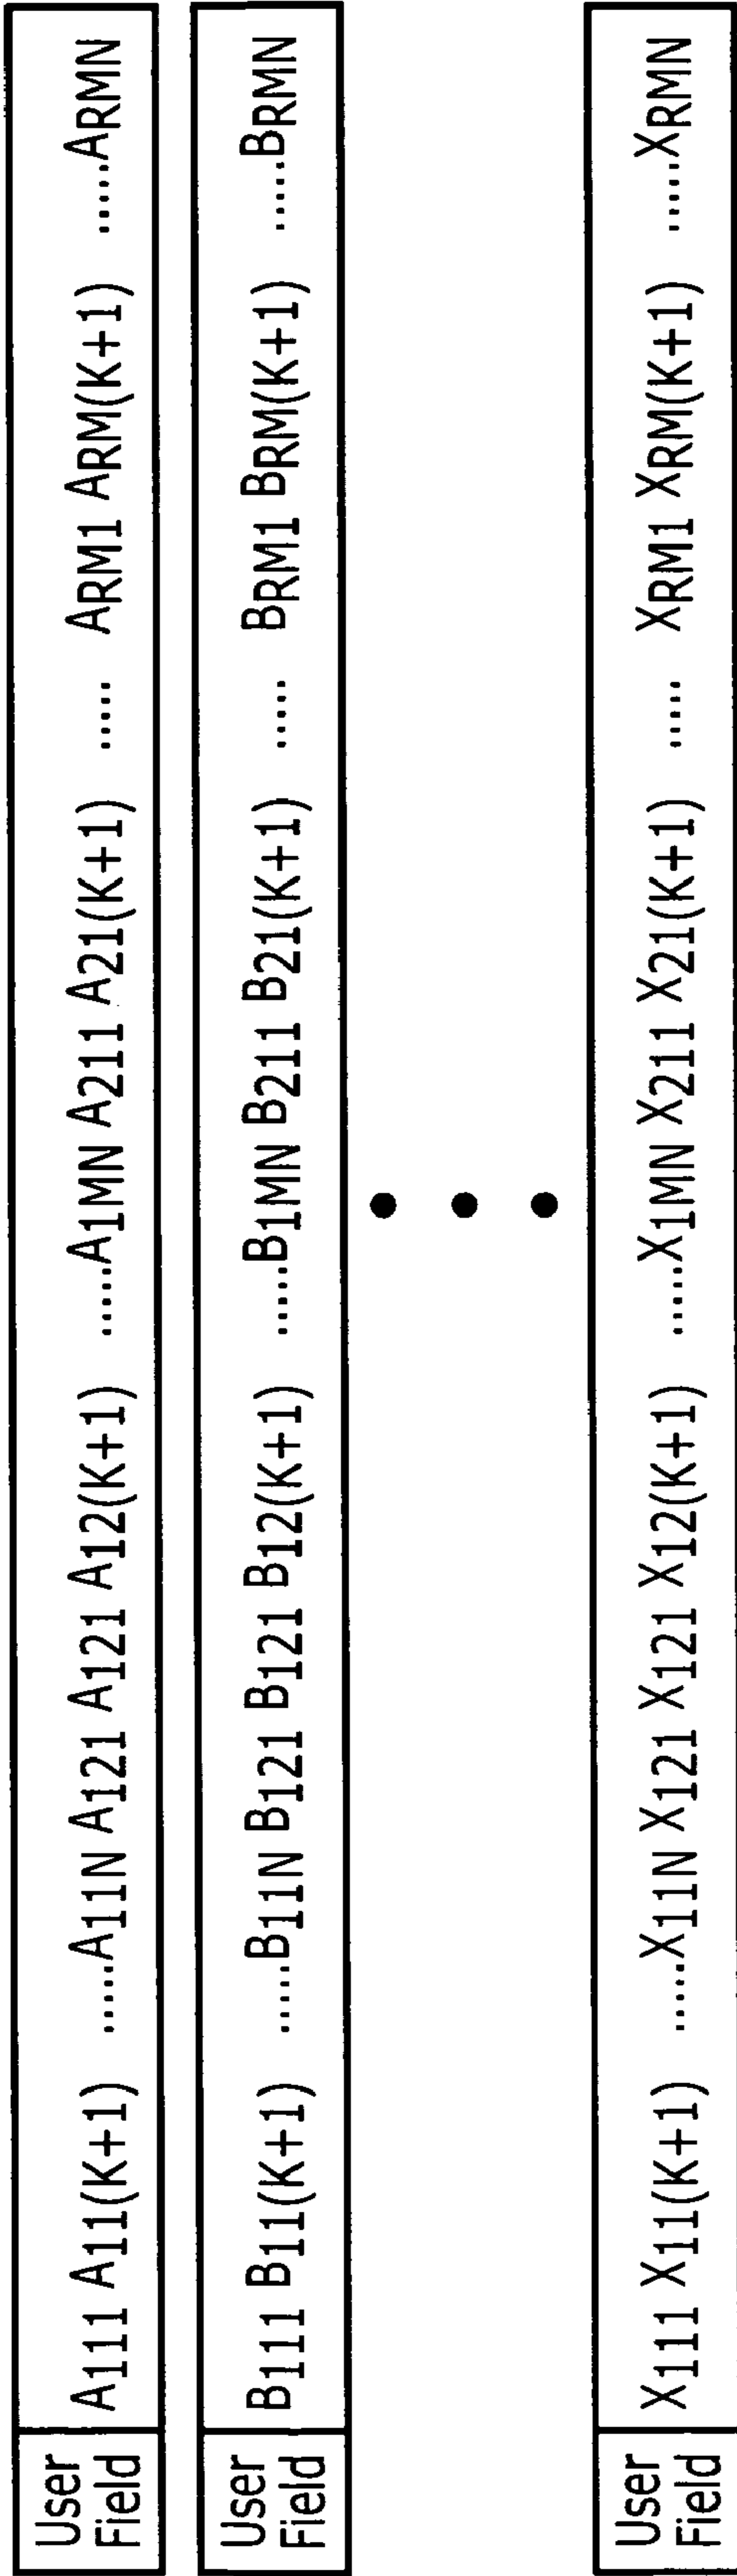 User Field A111 A11(K+1) ......A11N A121 A121 A12(K+1) ......A1MN A211 A21(K+1) ..... ARM1 ARM(K+1) ......ARMN
User Field B111 B11(K+1) ......B11N B121 B121 B12(K+1) ......B1MN B211 B21(K+1) ..... BRM1 BRM(K+1) ......BRMN
User Field X111 X11(K+1) ......X11N X121 X121 X12(K+1) ......X1MN X211 X21(K+1) ..... XRM1 XRM(K+1) ......XRMN